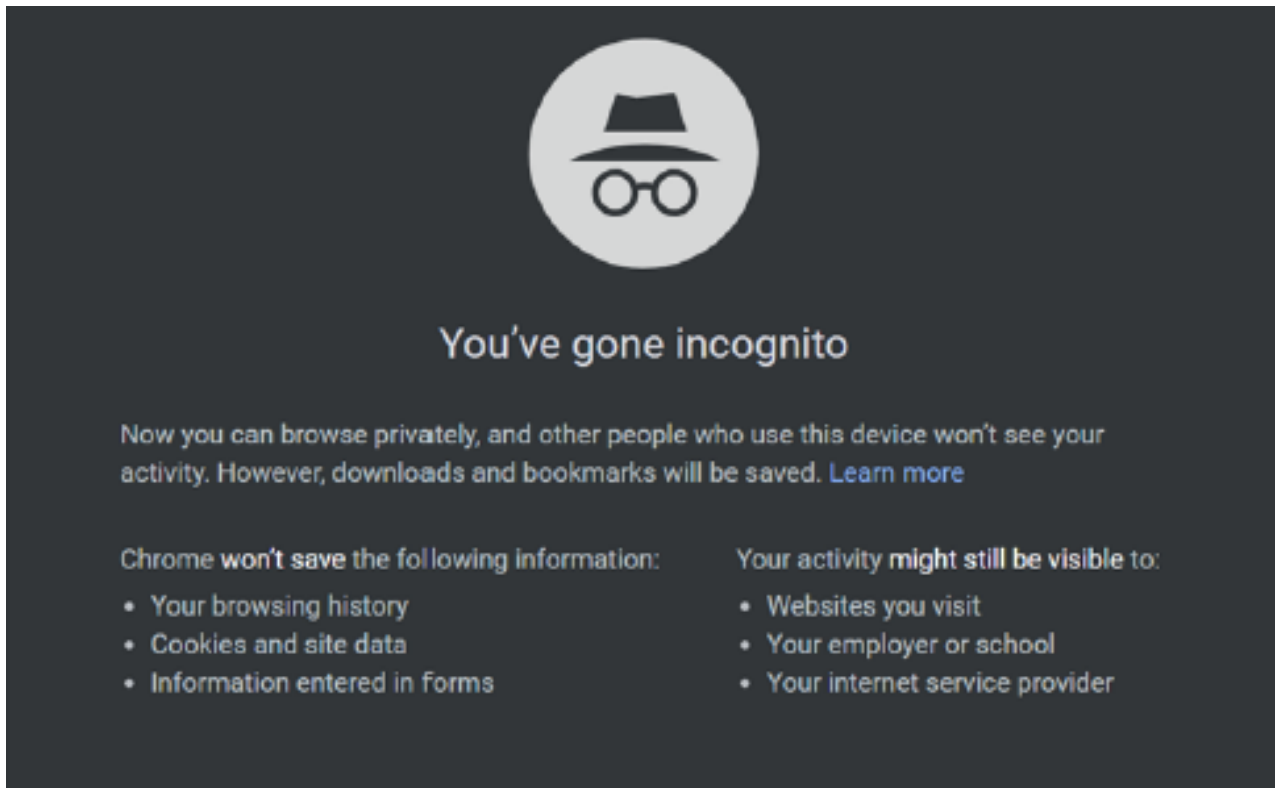 You've gone incognito
Now you can browse privately, and other people who use this device won't see your
activity. However, downloads and bookmarks will be saved. Learn more
Chrome won't save the following information:
• Your browsing history
• Cookies and site data
• Information entered in forms
Your activity might still be visible to:
• Websites you visit
• Your employer or school
• Your internet service provider